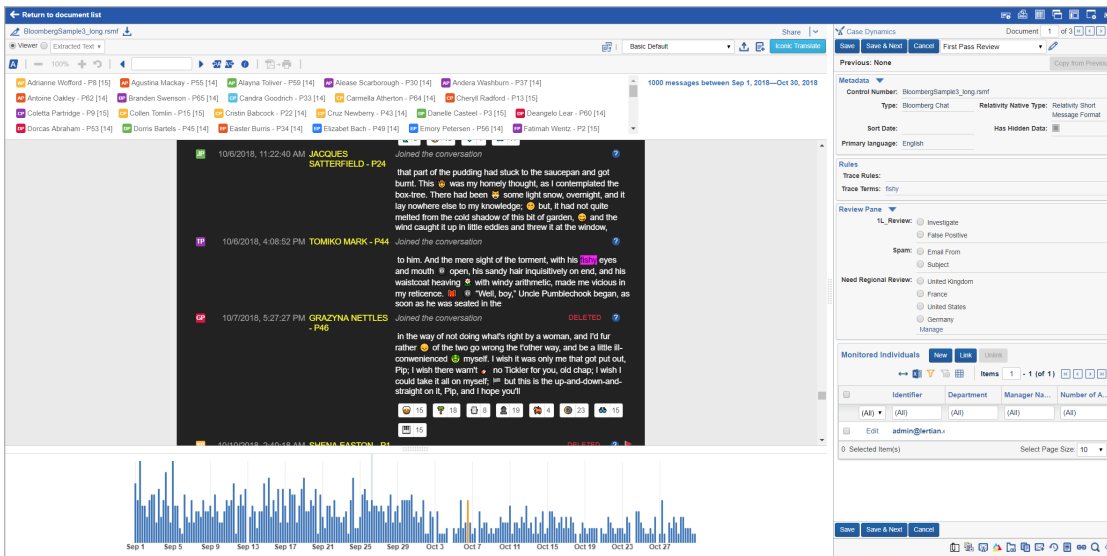 Return to document list
BloombergSample3_long.rsmf
Share
Viewer Extracted Text
Basic Default
Iconic Translate
100%
Adrianne Wofford - P8 [15] Agustina Mackay - P55 [14] Alayna Toliver - P59 [14] Alease Scarborough - P30 [14] Andera Washburn - P37 [14]
Antoine Oakley - P62 [14] Branden Swenson - P65 [14] Candra Goodrich - P33 [14] Carmella Atherton - P64 [14] Cheryll Radford - P13 [15]
Coletta Partridge - P9 [15] Collen Tomlin - P15 [15] Cristin Babcock - P22 [14] Cruz Newberry - P43 [14] Danelle Casteel - P3 [15] Deangelo Lear - P60 [14]
Dorcas Abraham - P53 [14] Dorris Bartels - P45 [14] Easter Burris - P34 [14] Elizabet Bach - P49 [14] Emory Petersen - P56 [14] Fatimah Wentz - P2 [15]
1000 messages between Sep 1, 2018—Oct 30, 2018
JP 10/6/2018, 11:22:40 AM JACQUES SATTERFIELD - P24 Joined the conversation
that part of the pudding had stuck to the saucepan and got
burnt. This was my homely thought, as I contemplated the
box-tree. There had been some light snow, overnight, and it
lay nowhere else to my knowledge; but, it had not quite
melted from the cold shadow of this bit of garden, and the
wind caught it up in little eddies and threw it at the window,
TP 10/6/2018, 4:08:52 PM TOMIKO MARK - P44 Joined the conversation
to him. And the mere sight of the torment, with his fishy eyes
and mouth open, his sandy hair inquisitively on end, and his
waistcoat heaving with windy arithmetic, made me vicious in
my reticence. "Well, boy," Uncle Pumblechook began, as
soon as he was seated in the
GP 10/7/2018, 5:27:27 PM GRAZYNA NETTLES - P46 Joined the conversation DELETED
in the way of not doing what's right by a woman, and I'd fur
rather of the two go wrong the t'other way, and be a little ill-
conwenienced myself. I wish it was only me that got put out,
Pip; I wish there warn't no Tickler for you, old chap; I wish I
could take it all on myself; but this is the up-and-down-and-
straight on it, Pip, and I hope you'll
15 18 8 19 4 23 15
15
10/10/2018, 2:40:18 AM SHENA EASTON - P1 DELETED
Sep 1 Sep 5 Sep 9 Sep 13 Sep 17 Sep 21 Sep 25 Sep 29 Oct 3 Oct 7 Oct 11 Oct 15 Oct 19 Oct 23 Oct 27
Case Dynamics
Document 1 of 3
Save Save & Next Cancel First Pass Review
Previous: None
Copy from Previous
Metadata
Control Number: BloombergSample3_long.rsmf
Type: Bloomberg Chat Relativity Native Type: Relativity Short
Message Format
Sort Date: Has Hidden Data:
Primary language: English
Rules
Trace Rules:
Trace Terms: fishy
Review Pane
1L_Review: Investigate
False Positive
Spam: Email From
Subject
Need Regional Review: United Kingdom
France
United States
Germany
Manage
Monitored Individuals New Link Unlink
Items 1 - 1 (of 1)
Identifier Department Manager Na... Number of A...
(All) (All) (All) (All) (All)
Edit admin@lertian.
0 Selected Item(s) Select Page Size: 10
Save Save & Next Cancel